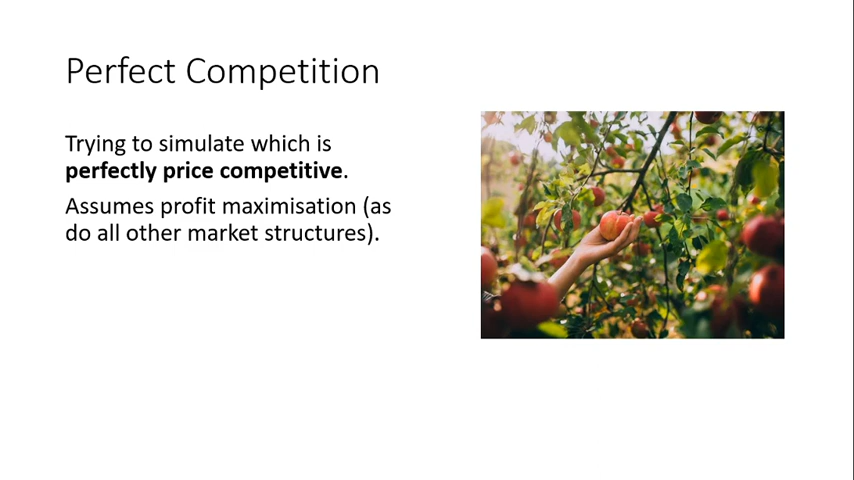 Perfect Competition
Trying to simulate which is
perfectly price competitive.
Assumes profit maximisation (as
do all other market structures).